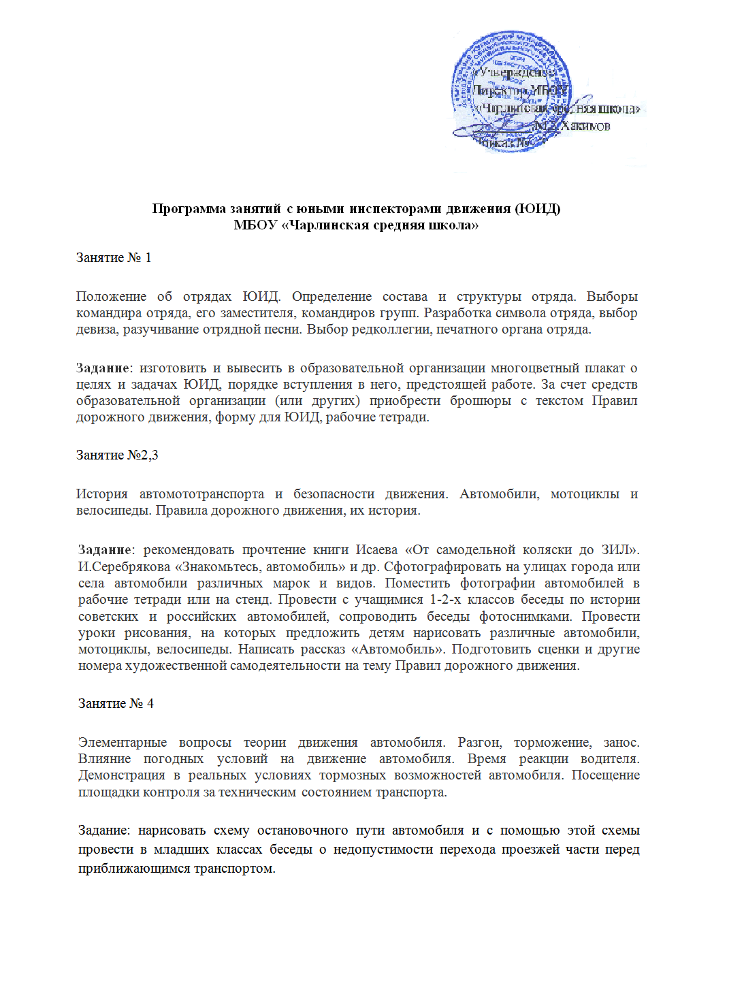 «Утверждено»
Директор МБОУ
«Чарлинская средняя школа»
Хакимов
Приказ №
Программа занятий с юными инспекторами движения (ЮИД)
МБОУ «Чарлинская средняя школа»
Занятие № 1
Положение об отрядах ЮИД. Определение состава и структуры отряда. Выборы
командира отряда, его заместителя, командиров групп. Разработка символа отряда, выбор
девиза, разучивание отрядной песни. Выбор редколлегии, печатного органа отряда.
Задание: изготовить и вывесить в образовательной организации многоцветный плакат о
целях и задачах ЮИД, порядке вступления в него, предстоящей работе. За счет средств
образовательной организации (или других) приобрести брошюры с текстом Правил
дорожного движения, форму для ЮИД, рабочие тетради.
Занятие №2,3
История автомототранспорта и безопасности движения. Автомобили, мотоциклы и
велосипеды. Правила дорожного движения, их история.
Задание: рекомендовать прочтение книги Исаева «От самодельной коляски до ЗИЛ».
И.Серебрякова «Знакомьтесь, автомобиль» и др. Сфотографировать на улицах города или
села автомобили различных марок и видов. Поместить фотографии автомобилей в
рабочие тетради или на стенд. Провести с учащимися 1-2-х классов беседы по истории
советских и российских автомобилей, сопроводить беседы фотоснимками. Провести
уроки рисования, на которых предложить детям нарисовать различные автомобили,
мотоциклы, велосипеды. Написать рассказ «Автомобиль». Подготовить сценки и другие
номера художественной самодеятельности на тему Правил дорожного движения.
Занятие № 4
Элементарные вопросы теории движения автомобиля. Разгон, торможение, занос.
Влияние погодных условий на движение автомобиля. Время реакции водителя.
Демонстрация в реальных условиях тормозных возможностей автомобиля. Посещение
площадки контроля за техническим состоянием транспорта.
Задание: нарисовать схему остановочного пути автомобиля и с помощью этой схемы
провести в младших классах беседы о недопустимости перехода проезжей части перед
приближающимся транспортом.